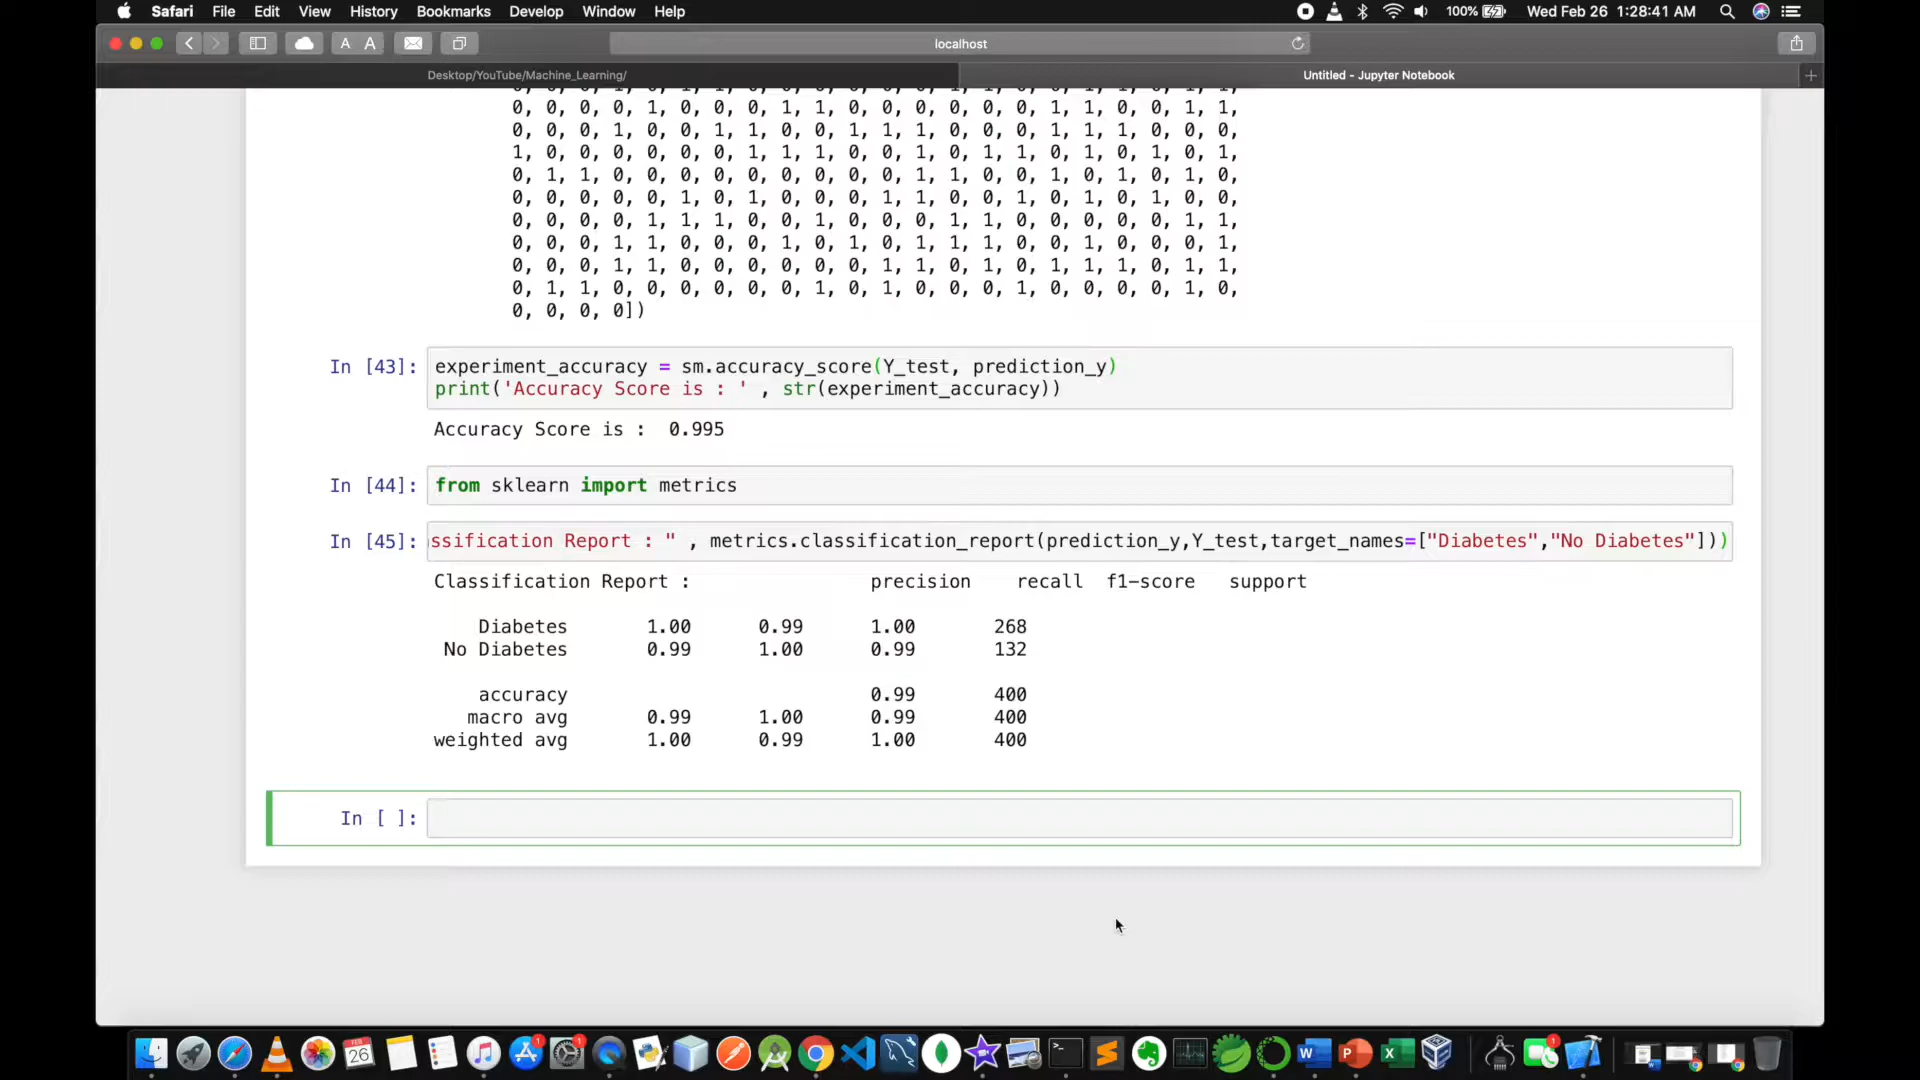 Safari File Edit View History Bookmarks Develop Window Help 100% Wed Feb 26 1:28:41 AM
A A localhost
Desktop/YouTube/Machine_Learning/ Untitled - Jupyter Notebook
0, 0, 0, 0, 1, 0, 0, 0, 1, 1, 0, 0, 0, 0, 0, 0, 1, 1, 0, 0, 1, 1,
0, 0, 0, 1, 0, 0, 1, 1, 0, 0, 1, 1, 1, 0, 0, 0, 1, 1, 1, 0, 0, 0,
1, 0, 0, 0, 0, 0, 0, 1, 1, 1, 0, 0, 1, 0, 1, 1, 0, 1, 0, 1, 0, 1,
0, 1, 1, 0, 0, 0, 0, 0, 0, 0, 0, 0, 1, 1, 0, 0, 1, 0, 1, 0, 1, 0,
0, 0, 0, 0, 0, 1, 0, 1, 0, 0, 0, 1, 1, 0, 0, 1, 0, 1, 0, 1, 0, 0,
0, 0, 0, 0, 1, 1, 1, 0, 0, 1, 0, 0, 0, 1, 1, 0, 0, 0, 0, 0, 1, 1,
0, 0, 0, 1, 1, 0, 0, 0, 1, 0, 1, 0, 1, 1, 1, 0, 0, 1, 0, 0, 0, 1,
0, 0, 0, 1, 1, 0, 0, 0, 0, 0, 0, 1, 1, 0, 1, 0, 1, 1, 1, 0, 1, 1,
0, 1, 1, 0, 0, 0, 0, 0, 0, 1, 0, 1, 0, 0, 0, 1, 0, 0, 0, 0, 1, 0,
0, 0, 0, 0])
In [43]: experiment_accuracy = sm.accuracy_score(Y_test, prediction_y)
print('Accuracy Score is : ' , str(experiment_accuracy))
Accuracy Score is :  0.995
In [44]: from sklearn import metrics
In [45]: ssification Report : " , metrics.classification_report(prediction_y,Y_test,target_names=["Diabetes","No Diabetes"]))
Classification Report : precision recall f1-score support
Diabetes 1.00 0.99 1.00 268
No Diabetes 0.99 1.00 0.99 132
accuracy 0.99 400
macro avg 0.99 1.00 0.99 400
weighted avg 1.00 0.99 1.00 400
In [ ]:
FEB
26